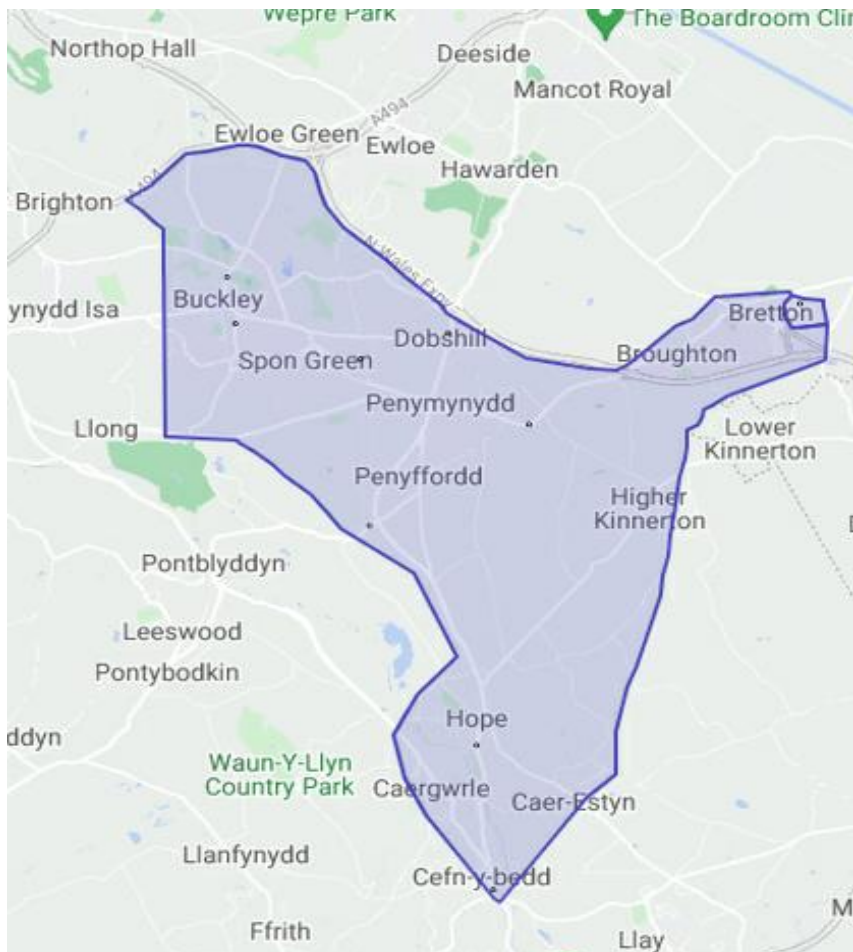 Wepre Park
The Boardroom Clin
Northop Hall
Deeside
Mancot Royal
A494
Ewloe Green
Ewloe
Hawarden
A494
Brighton
N Wales Expy
Buckley
ynydd Isa
Bretton
Dobshill
Broughton
Spon Green
Penymynydd
Llong
Lower
Kinnerton
Penyffordd
Higher
Kinnerton
Pontblyddyn
Leeswood
Pontybodkin
Hope
ddyn
Waun-Y-Llyn
Country Park
Caergwrle
Caer-Estyn
Llanfynydd
Cefn-y-bedd
Ffrith
Llay
M